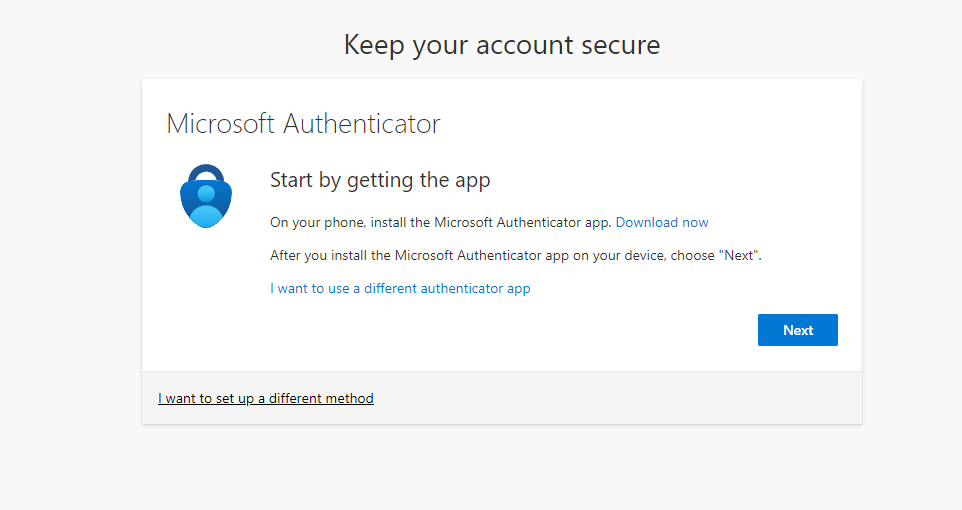 Keep your account secure
Microsoft Authenticator
Start by getting the app
On your phone, install the Microsoft Authenticator app. Download now
After you install the Microsoft Authenticator app on your device, choose "Next".
I want to use a different authenticator app
Next
I want to set up a different method